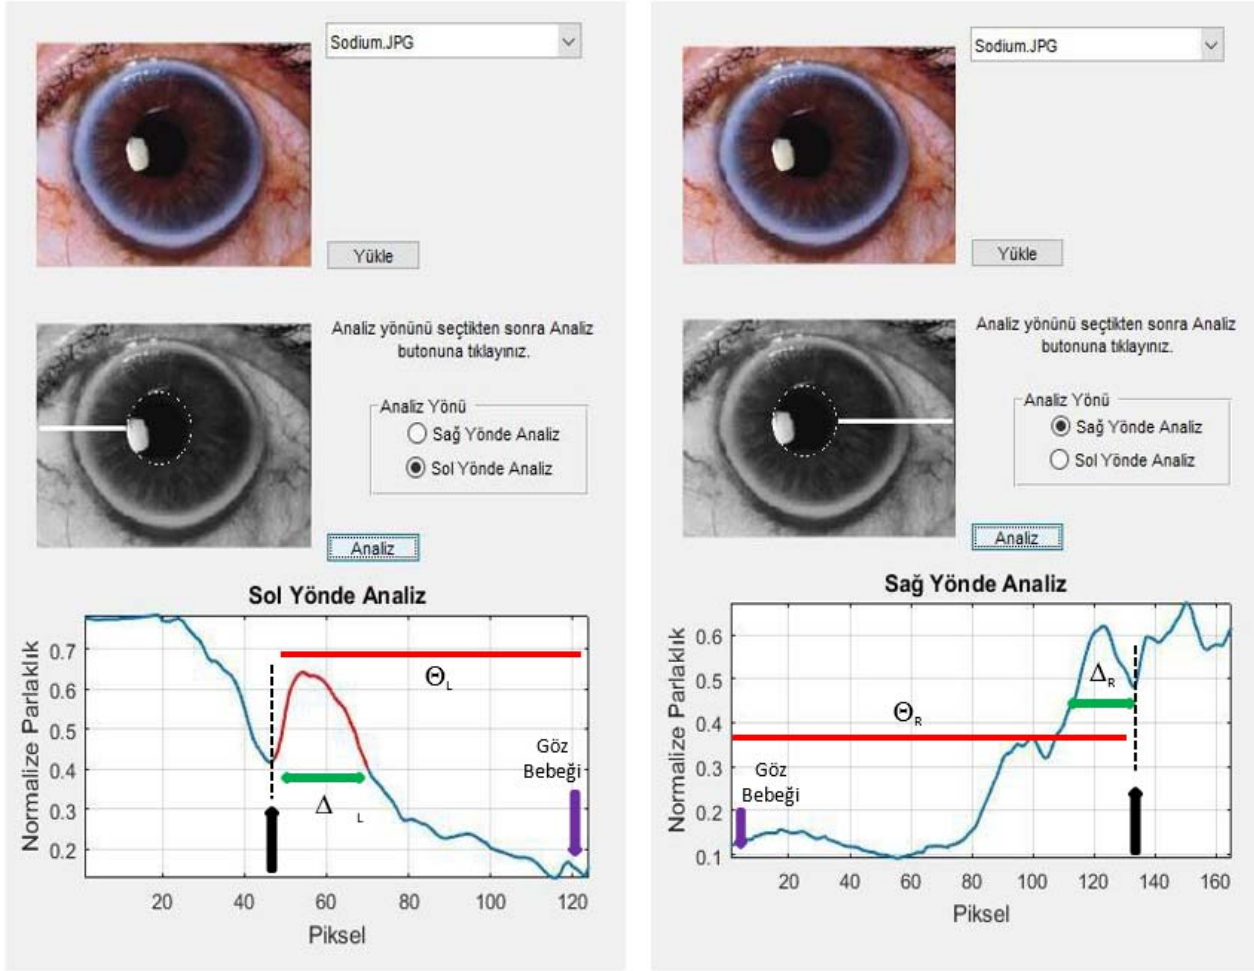 Sodium.JPG
Yükle
Analiz yönünü seçtikten sonra Analiz
butonuna tıklayınız.
Analiz Yönü
Sağ Yönde Analiz
Sol Yönde Analiz
Analiz
Sol Yönde Analiz
Normalize Parlaklık
0.7
0.6
0.5
0.4
0.3
0.2
ΘL
Δ L
Göz
Bebeği
20 40 60 80 100 120
Piksel
Sodium.JPG
Yükle
Analiz yönünü seçtikten sonra Analiz
butonuna tıklayınız.
Analiz Yönü
Sağ Yönde Analiz
Sol Yönde Analiz
Analiz
Sağ Yönde Analiz
Normalize Parlaklık
0.6
0.5
0.4
0.3
0.2
0.1
ΔR
ΘR
Göz
Bebeği
20 40 60 80 100 120 140 160
Piksel